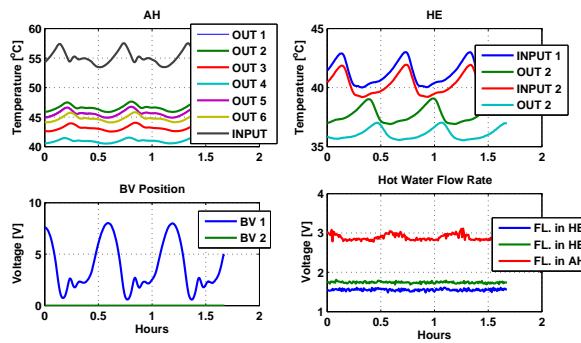 AH
Temperature [°C]
60
55
50
45
40
0
0.5
1
1.5
2
OUT 1
OUT 2
OUT 3
OUT 4
OUT 5
OUT 6
INPUT
HE
Temperature [°C]
45
40
35
0
0.5
1
1.5
2
INPUT 1
OUT 2
INPUT 2
OUT 2
BV Position
Voltage [V]
10
5
0
0
0.5
1
1.5
2
Hours
BV 1
BV 2
Hot Water Flow Rate
Voltage [V]
4
3
2
1
0
0.5
1
1.5
2
Hours
FL. in HE
FL. in HE
FL. in AH